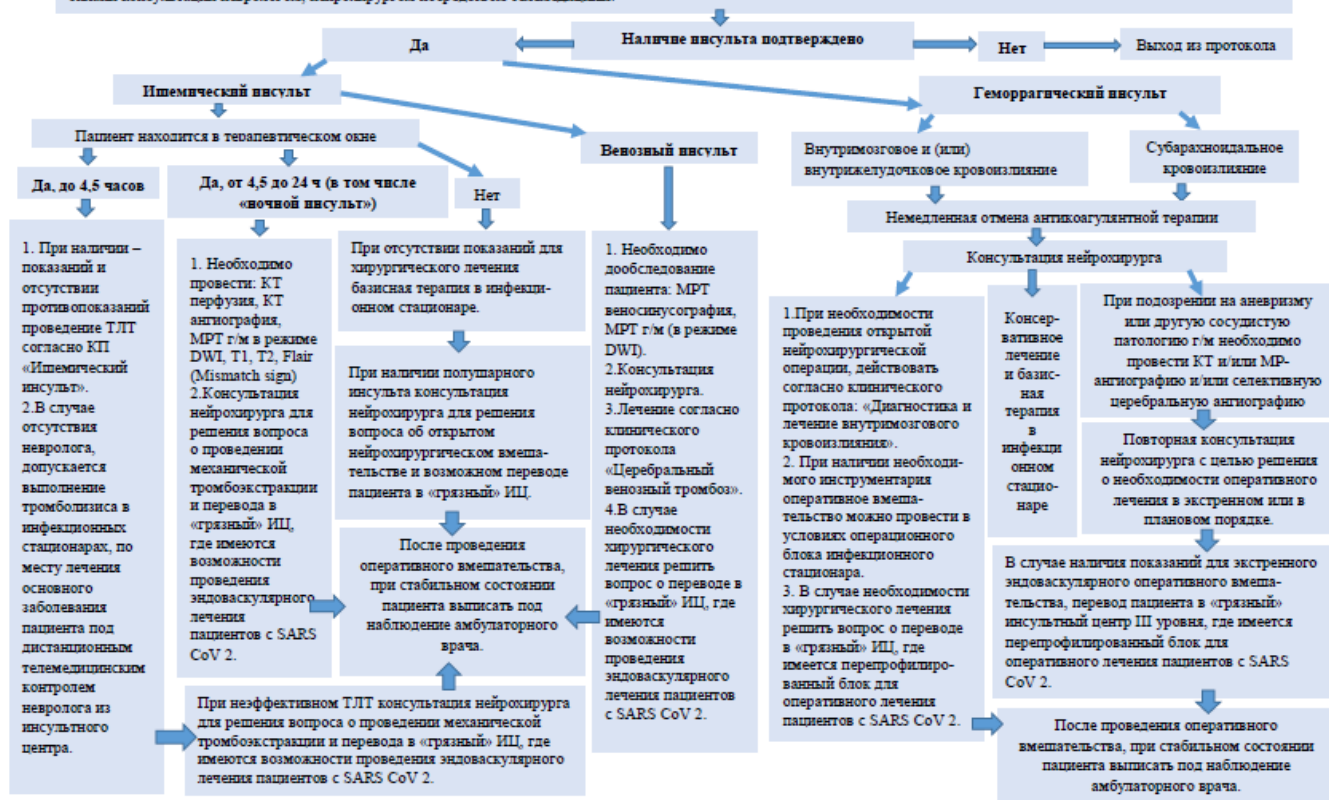 Наличие инсульта подтверждено
Да
Нет
Выход из протокола
Ишемический инсульт
Геморрагический инсульт
Пациент находится в терапевтическом окне
Венозный инсульт
Внутримозговое и (или)
внутрижелудочковое кровоизлияние
Субарахноидальное
кровоизлияние
Да, до 4,5 часов
Да, от 4,5 до 24 ч (в том числе
«ночной инсульт»)
Нет
Немедленная отмена антикоагулянтной терапии
Консультация нейрохирурга
1. При наличии –
показаний и
отсутствии
противопоказаний
проведение ТЛТ
согласно КП
«Ишемический
инсульт».
2.В случае
отсутствия
невролога,
допускается
выполнение
тромболизиса в
инфекционных
стационарах, по
месту лечения
основного
заболевания
пациента под
дистанционным
телемедицинским
контролем
невролога из
инсультного
центра.
1. Необходимо
провести: КТ
перфузия, КТ
ангиография,
МРТ г/м в режиме
DWI, T1, T2, Flair
(Mismatch sign)
2.Консультация
нейрохирурга для
решения вопроса
о проведении
механической
тромбоэкстракции
и перевода в
«грязный» ИЦ,
где имеются
возможности
проведения
эндоваскулярного
лечения
пациентов с SARS
CoV 2.
При отсутствии показаний для
хирургического лечения
базисная терапия в инфекци-
онном стационаре.
При наличии полушарного
инсульта консультация
нейрохирурга для решения
вопроса об открытом
нейрохирургическом вмеша-
тельстве и возможном переводе
пациента в «грязный» ИЦ.
После проведения
оперативного вмешательства,
при стабильном состоянии
пациента выписать под
наблюдение амбулаторного
врача.
При неэффективном ТЛТ консультация нейрохирурга
для решения вопроса о проведении механической
тромбоэкстракции и перевода в «грязный» ИЦ, где
имеются возможности проведения эндоваскулярного
лечения пациентов с SARS CoV 2.
1. Необходимо
дообследование
пациента: МРТ
веносинусография,
МРТ г/м (в режиме
DWI).
2.Консультация
нейрохирурга.
3.Лечение согласно
клинического
протокола
«Церебральный
венозный тромбоз».
4.В случае
необходимости
хирургического
лечения решить
вопрос о переводе в
«грязный» ИЦ, где
имеются
возможности
проведения
эндоваскулярного
лечения пациентов
с SARS CoV 2.
1.При необходимости
проведения открытой
нейрохирургической
операции, действовать
согласно клинического
протокола: «Диагностика и
лечение внутримозгового
кровоизлияния».
2. При наличии необходи-
мого инструментария
оперативное вмеша-
тельство можно провести в
условиях операционного
блока инфекционного
стационара.
3. В случае необходимости
хирургического лечения
решить вопрос о переводе
в «грязный» ИЦ, где
имеется перепрофилиро-
ванный блок для
оперативного лечения
пациентов с SARS CoV 2.
Консер-
вативное
лечение
и базис-
ная
терапия
в
инфекци
онном
стацио-
наре
При подозрении на аневризму
или другую сосудистую
патологию г/м необходимо
провести КТ и/или МР-
ангиографию и/или селективную
церебральную ангиографию
Повторная консультация
нейрохирурга с целью решения
о необходимости оперативного
лечения в экстренном или в
плановом порядке.
В случае наличия показаний для экстренного
эндоваскулярного оперативного вмеша-
тельства, перевод пациента в «грязный»
инсультный центр III уровня, где имеется
перепрофилированный блок для
оперативного лечения пациентов с SARS
CoV 2.
После проведения оперативного
вмешательства, при стабильном состоянии
пациента выписать под наблюдение
амбулаторного врача.